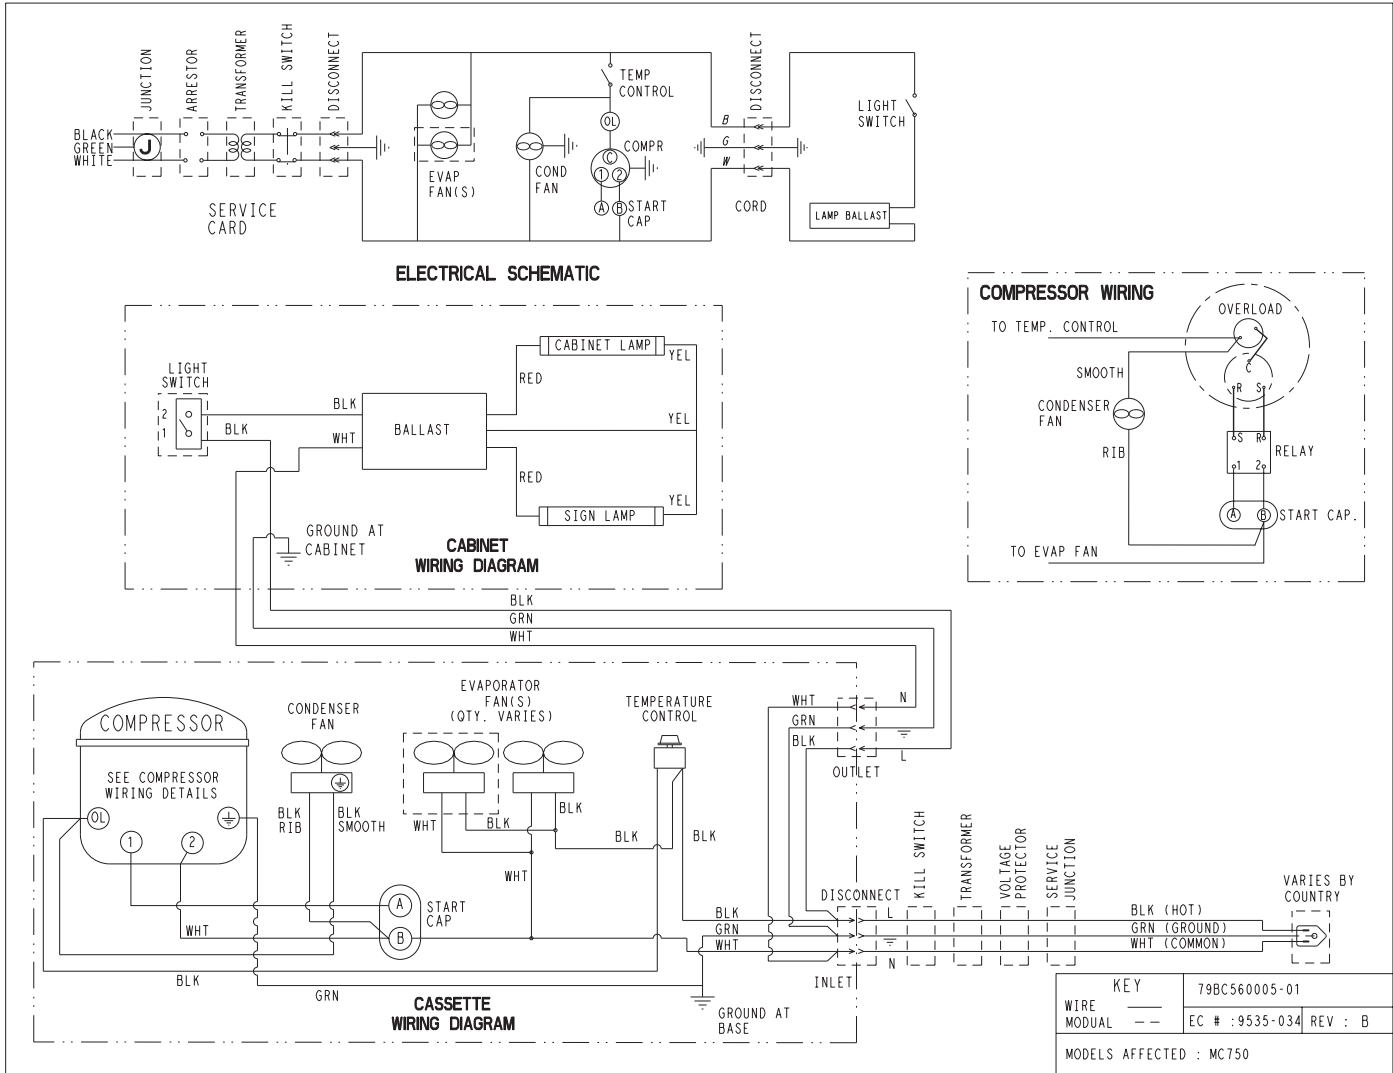 JUNCTION
ARRESTOR
TRANSFORMER
KILL SWITCH
DISCONNECT
BLACK
GREEN
WHITE
J
SERVICE
CARD
EVAP
FAN(S)
COND
FAN
TEMP
CONTROL
OL
COMPR
C
1 2
A B
START
CAP
B
G
W
DISCONNECT
CORD
LIGHT
SWITCH
LAMP BALLAST
ELECTRICAL SCHEMATIC
COMPRESSOR WIRING
TO TEMP. CONTROL
OVERLOAD
SMOOTH
CONDENSER
FAN
RIB
C
R S
S R
RELAY
1 2
A B
START CAP.
TO EVAP FAN
LIGHT
SWITCH
2
1
BLK
BLK
WHT
BALLAST
RED
RED
CABINET LAMP
YEL
YEL
YEL
SIGN LAMP
GROUND AT
CABINET
CABINET
WIRING DIAGRAM
BLK
GRN
WHT
COMPRESSOR
SEE COMPRESSOR
WIRING DETAILS
OL
1
2
CONDENSER
FAN
BLK
RIB
BLK
SMOOTH
EVAPORATOR
FAN(S)
(QTY. VARIES)
WHT
BLK
BLK
WHT
TEMPERATURE
CONTROL
BLK
BLK
A
B
START
CAP
WHT
BLK
GRN
CASSETTE
WIRING DIAGRAM
WHT
GRN
BLK
N
L
OUTLET
DISCONNECT
BLK
GRN
WHT
L
N
INLET
GROUND AT
BASE
KILL SWITCH
TRANSFORMER
VOLTAGE
PROTECTOR
SERVICE
JUNCTION
BLK (HOT)
GRN (GROUND)
WHT (COMMON)
VARIES BY
COUNTRY
KEY
WIRE
MODUAL
79BC560005-01
EC # :9535-034
REV : B
MODELS AFFECTED : MC750